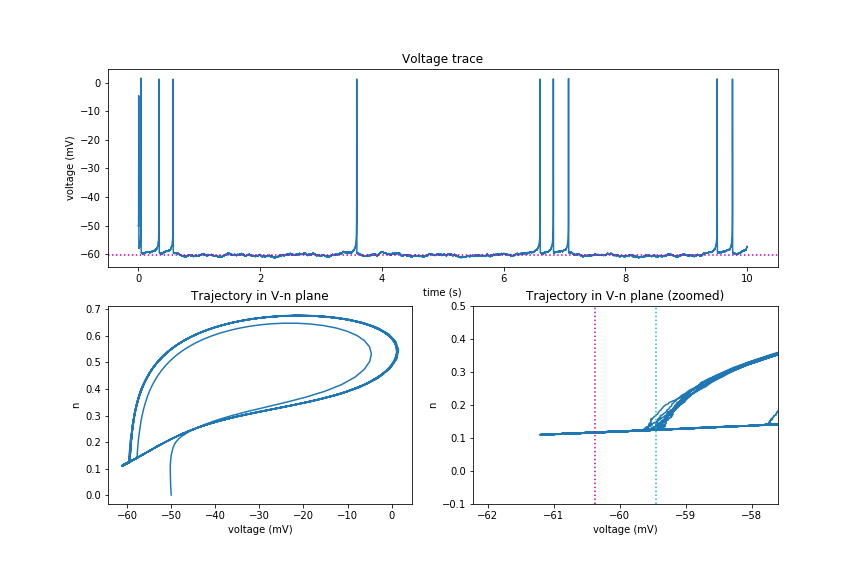 Voltage trace
voltage (mV)
0
−10
−20
−30
−40
−50
−60
0 2 4 6 8 10
time (s)
Trajectory in V-n plane
n
0.7
0.6
0.5
0.4
0.3
0.2
0.1
0.0
−60 −50 −40 −30 −20 −10 0
voltage (mV)
Trajectory in V-n plane (zoomed)
n
0.5
0.4
0.3
0.2
0.1
0.0
−0.1
−62 −61 −60 −59 −58
voltage (mV)